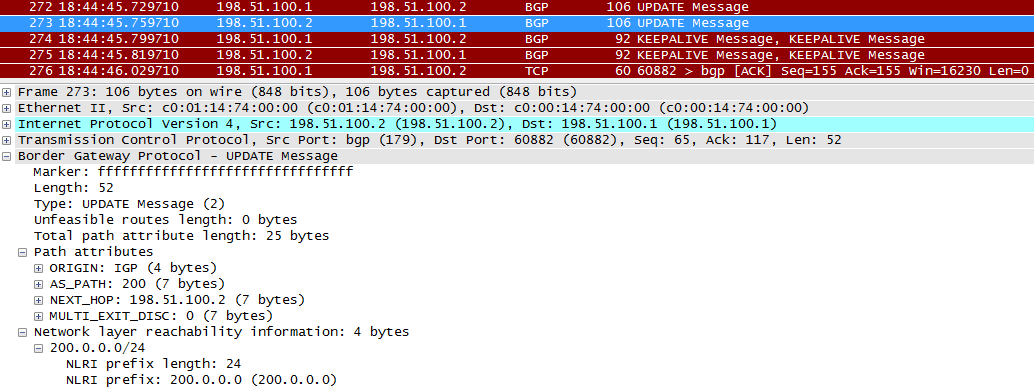 272 18:44:45.729710 198.51.100.1 198.51.100.2 BGP 106 UPDATE Message
273 18:44:45.759710 198.51.100.2 198.51.100.1 BGP 106 UPDATE Message
274 18:44:45.799710 198.51.100.1 198.51.100.2 BGP 92 KEEPALIVE Message, KEEPALIVE Message
275 18:44:45.819710 198.51.100.2 198.51.100.1 BGP 92 KEEPALIVE Message, KEEPALIVE Message
276 18:44:46.029710 198.51.100.1 198.51.100.2 TCP 60 60882 > bgp [ACK] Seq=155 Ack=155 Win=16230 Len=0
Frame 273: 106 bytes on wire (848 bits), 106 bytes captured (848 bits)
Ethernet II, Src: c0:01:14:74:00:00 (c0:01:14:74:00:00), Dst: c0:00:14:74:00:00 (c0:00:14:74:00:00)
Internet Protocol Version 4, Src: 198.51.100.2 (198.51.100.2), Dst: 198.51.100.1 (198.51.100.1)
Transmission Control Protocol, Src Port: bgp (179), Dst Port: 60882 (60882), Seq: 65, Ack: 117, Len: 52
Border Gateway Protocol - UPDATE Message
Marker: ffffffffffffffffffffffffffffffff
Length: 52
Type: UPDATE Message (2)
Unfeasible routes length: 0 bytes
Total path attribute length: 25 bytes
Path attributes
ORIGIN: IGP (4 bytes)
AS_PATH: 200 (7 bytes)
NEXT_HOP: 198.51.100.2 (7 bytes)
MULTI_EXIT_DISC: 0 (7 bytes)
Network layer reachability information: 4 bytes
200.0.0.0/24
NLRI prefix length: 24
NLRI prefix: 200.0.0.0 (200.0.0.0)